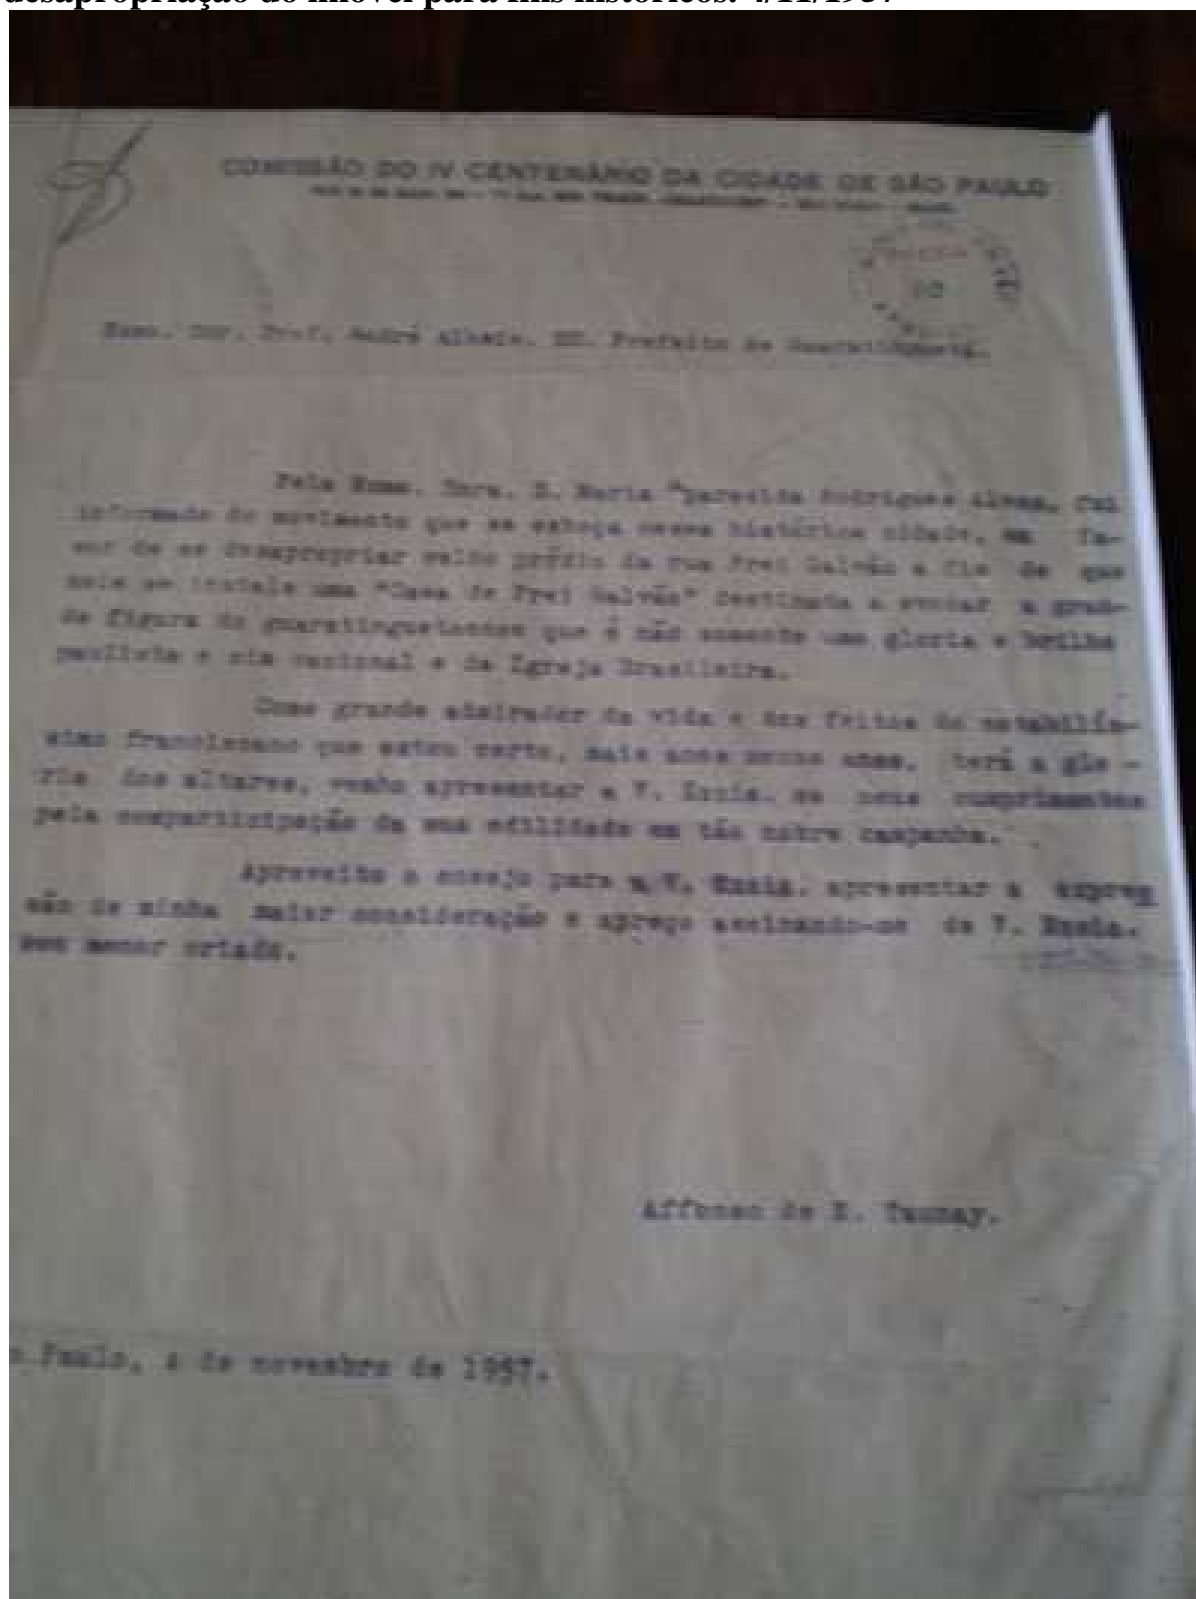 desapropriação do imóvel para fins históricos. 4/11/1957
COMISSÃO DO IV CENTENÁRIO DA CIDADE DE SÃO PAULO
Exmo. Snr. Prof. André Alkmin. DD. Prefeito de Guaratinguetá.
Pela Exma. Snra. D. Maria "parecida Rodrigues Alves, fui
informado do movimento que se esboça nessa histórica cidade, em fa-
vor de se desapropriar velho prédio da rua Frei Galvão a fim de que
nele se instale uma "Casa de Frei Galvão" destinada a evocar a gran-
de figura do guaratinguetaense que é não somente uma gloria e brilho
paulista e sim nacional e da Igreja Brasileira.
Como grande admirador da vida e dos feitos do notabilís-
simo franciscano que estou certo, mais anos menos anos, terá a glo -
ria dos altares, venho apresentar a V. Excia. os meus cumprimentos
pela comparticipação da sua edilidade em tão nobre campanha.
Aproveito o ensejo para a V. Excia. apresentar a expres
são de minha maior consideração e apreço assinando-me de V. Excia.
seu menor criado.
Affonso de E. Taunay.
o Paulo, 4 de novembro de 1957.